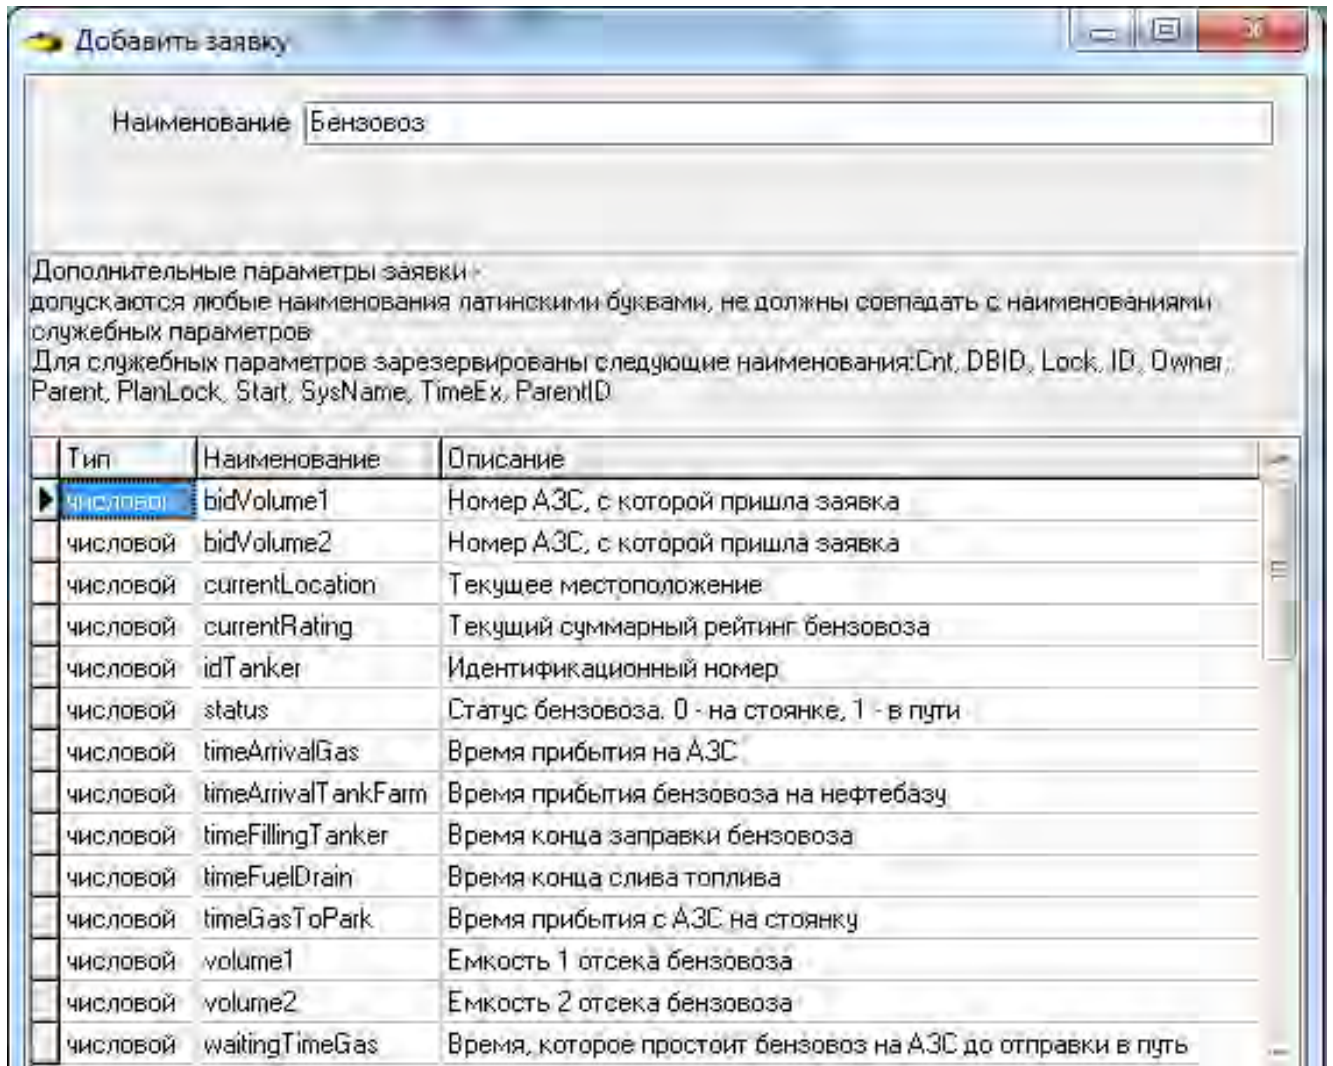 Добавить заявку
Наименование Бензовоз
Дополнительные параметры заявки -
допускаются любые наименования латинскими буквами, не должны совпадать с наименованиями
служебных параметров
Для служебных параметров зарезервированы следующие наименования:Cnt, DBID, Lock, ID, Owner,
Parent, PlanLock, Start, SysName, TimeEx, ParentID
Тип Наименование Описание
числовой bidVolume1 Номер АЗС, с которой пришла заявка
числовой bidVolume2 Номер АЗС, с которой пришла заявка
числовой currentLocation Текущее местоположение
числовой currentRating Текущий суммарный рейтинг бензовоза
числовой idTanker Идентификационный номер
числовой status Статус бензовоза. 0 - на стоянке, 1 - в пути
числовой timeArrivalGas Время прибытия на АЗС
числовой timeArrivalTankFarm Время прибытия бензовоза на нефтебазу
числовой timeFillingTanker Время конца заправки бензовоза
числовой timeFuelDrain Время конца слива топлива
числовой timeGasToPark Время прибытия с АЗС на стоянку
числовой volume1 Емкость 1 отсека бензовоза
числовой volume2 Емкость 2 отсека бензовоза
числовой waitingTimeGas Время, которое простоит бензовоз на АЗС до отправки в путь